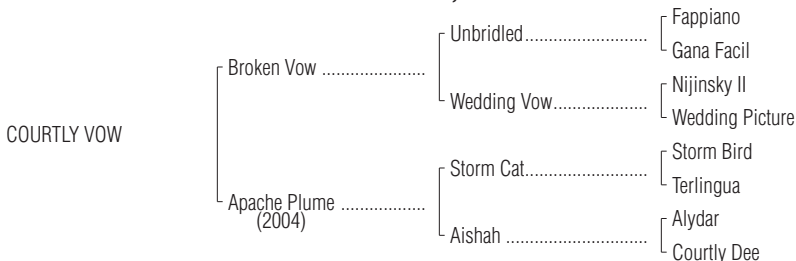 Fappiano
Unbridled..........................
Gana Facil
Broken Vow ......................
Nijinsky II
Wedding Vow....................
Wedding Picture
COURTLY VOW
Storm Bird
Storm Cat..........................
Terlingua
Apache Plume ..................
(2004)
Alydar
Aishah ..............................
Courtly Dee